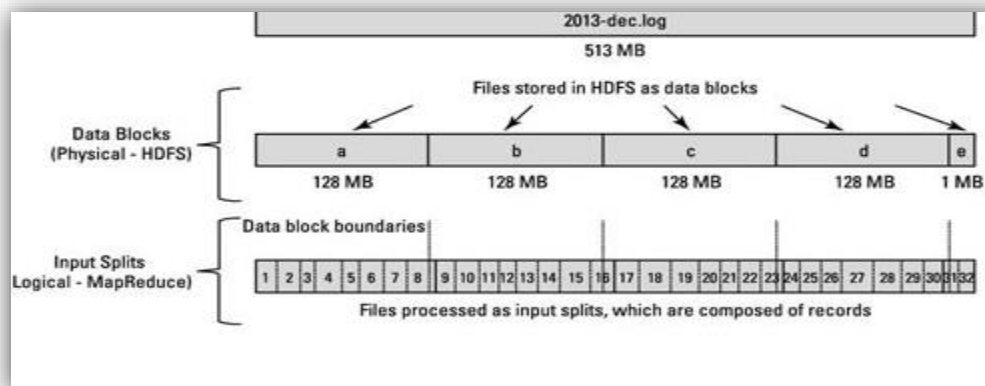 2013-dec.log
513 MB
Files stored in HDFS as data blocks
Data Blocks
(Physical - HDFS)
a b c d e
128 MB 128 MB 128 MB 128 MB 1 MB
Data block boundaries
Input Splits
Logical - MapReduce)
1 2 3 4 5 6 7 8 9 10 11 12 13 14 15 16 17 18 19 20 21 22 23 24 25 26 27 28 29 30 31 32
Files processed as input splits, which are composed of records